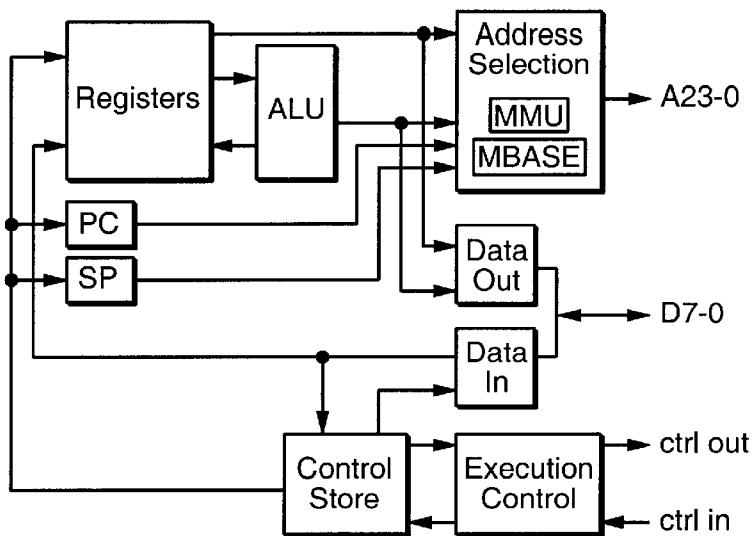 Registers
ALU
Address
Selection
MMU
MBASE
A23-0
PC
SP
Data
Out
D7-0
Data
In
Control
Store
Execution
Control
ctrl out
ctrl in